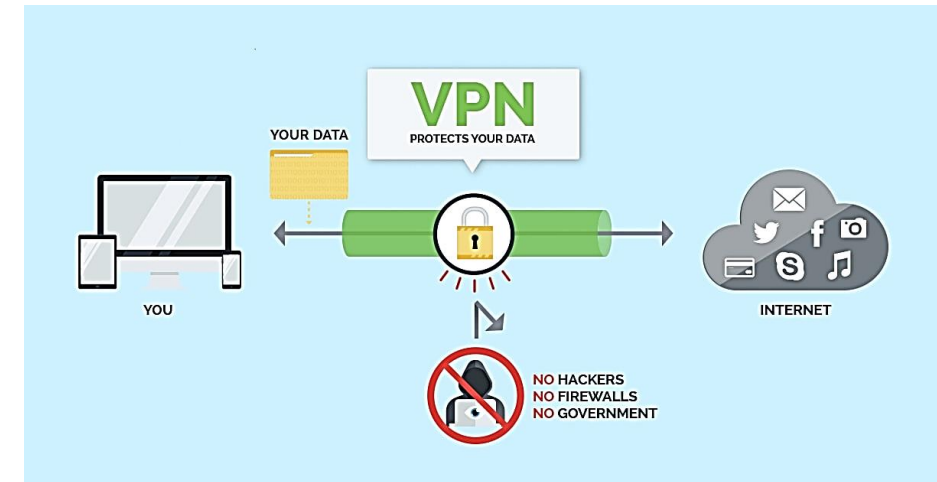 VPN
PROTECTS YOUR DATA
YOUR DATA
YOU
INTERNET
NO HACKERS
NO FIREWALLS
NO GOVERNMENT